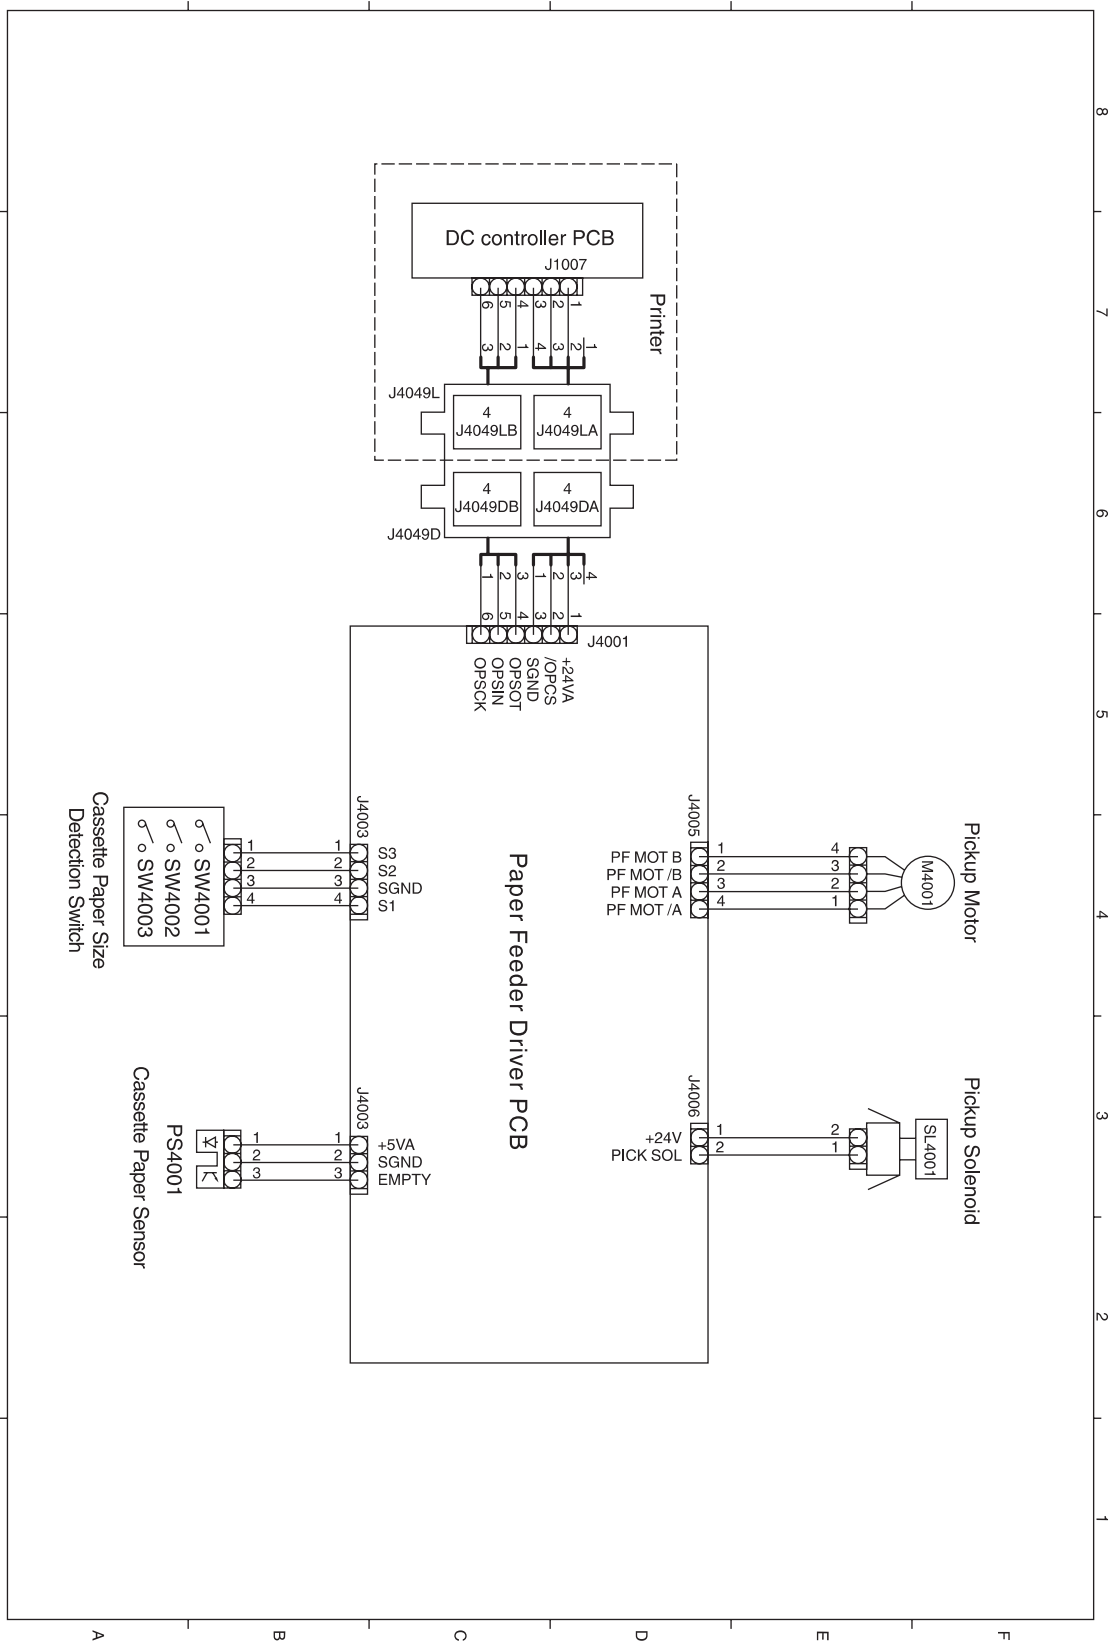 8
7
6
5
4
3
2
1
A
B
C
D
E
F
Printer
DC controller PCB
J1007
6 5 4 3 2 1
3 2 1 4 3 2 1
J4049L
4
J4049LB
4
J4049LA
4
J4049DB
4
J4049DA
J4049D
1 2 3 1 2 3 4
6 5 4 3 2 1
J4001
+24VA
/OPCS
SGND
OPSOT
OPSIN
OPSCK
Paper Feeder Driver PCB
Pickup Motor
M4001
4
3
2
1
J4005
1
2
3
4
PF MOT B
PF MOT /B
PF MOT A
PF MOT /A
Pickup Solenoid
SL4001
2
1
J4006
1
2
+24V
PICK SOL
J4003
S3
S2
SGND
S1
1 1
2 2
3 3
4 4
SW4001
SW4002
SW4003
Cassette Paper Size
Detection Switch
J4003
+5VA
SGND
EMPTY
1 1
2 2
3 3
PS4001
Cassette Paper Sensor